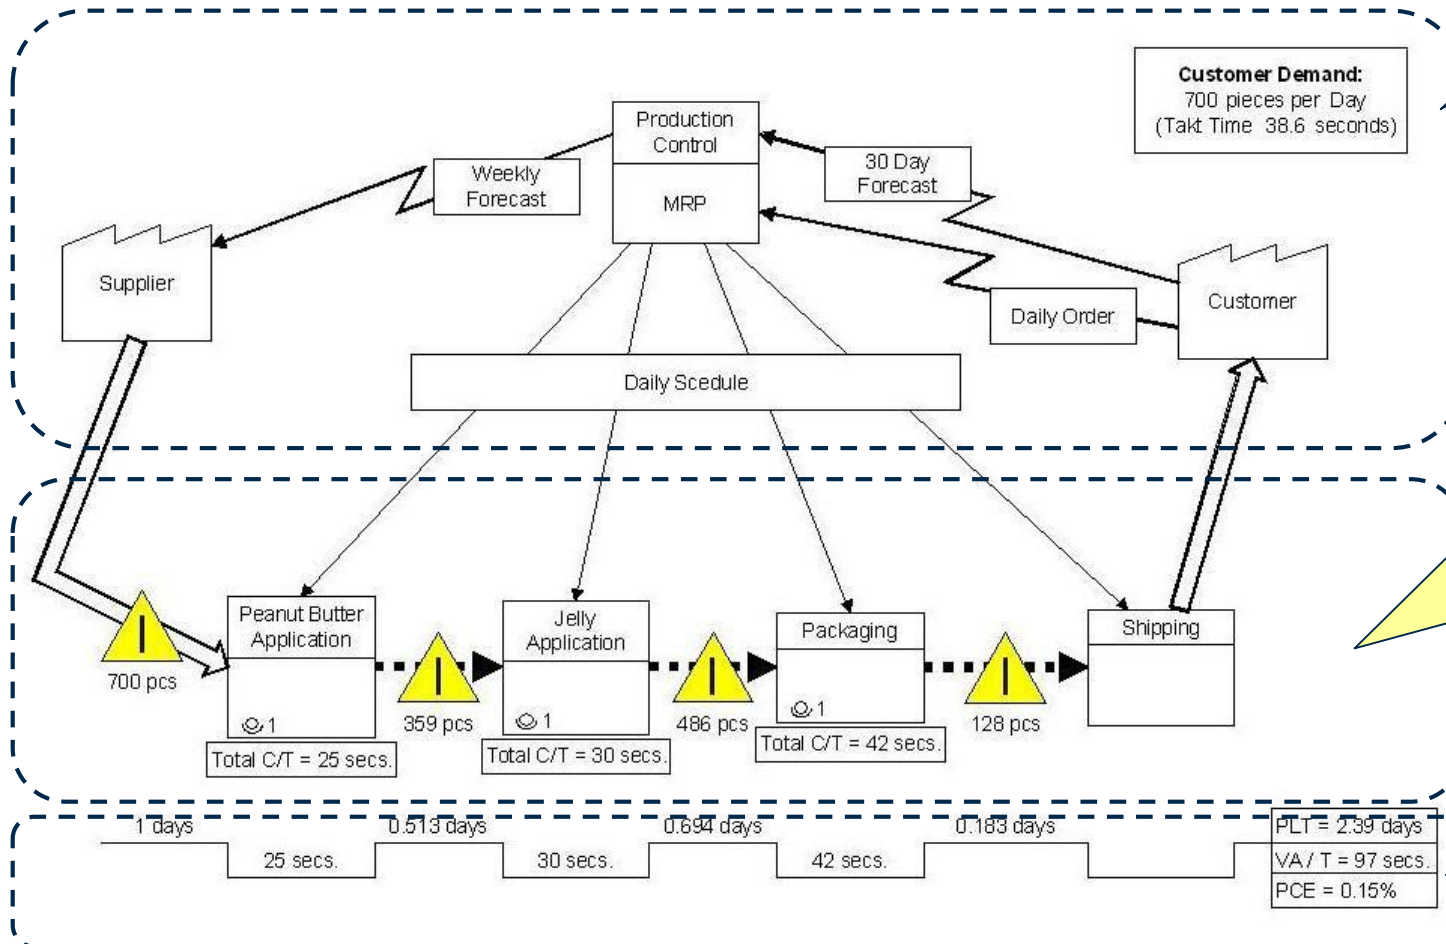 Customer Demand:
700 pieces per Day
(Takt Time 38.6 seconds)
Production
Control
MRP
Weekly
Forecast
30 Day
Forecast
Supplier
Daily Order
Customer
Daily Scedule
Peanut Butter
Application
1
Total C/T = 25 secs.
Jelly
Application
1
Total C/T = 30 secs.
Packaging
1
Total C/T = 42 secs.
Shipping
I
700 pcs
I
359 pcs
I
486 pcs
I
128 pcs
1 days
0.513 days
0.694 days
0.183 days
25 secs.
30 secs.
42 secs.
PLT = 2.39 days
VA / T = 97 secs.
PCE = 0.15%